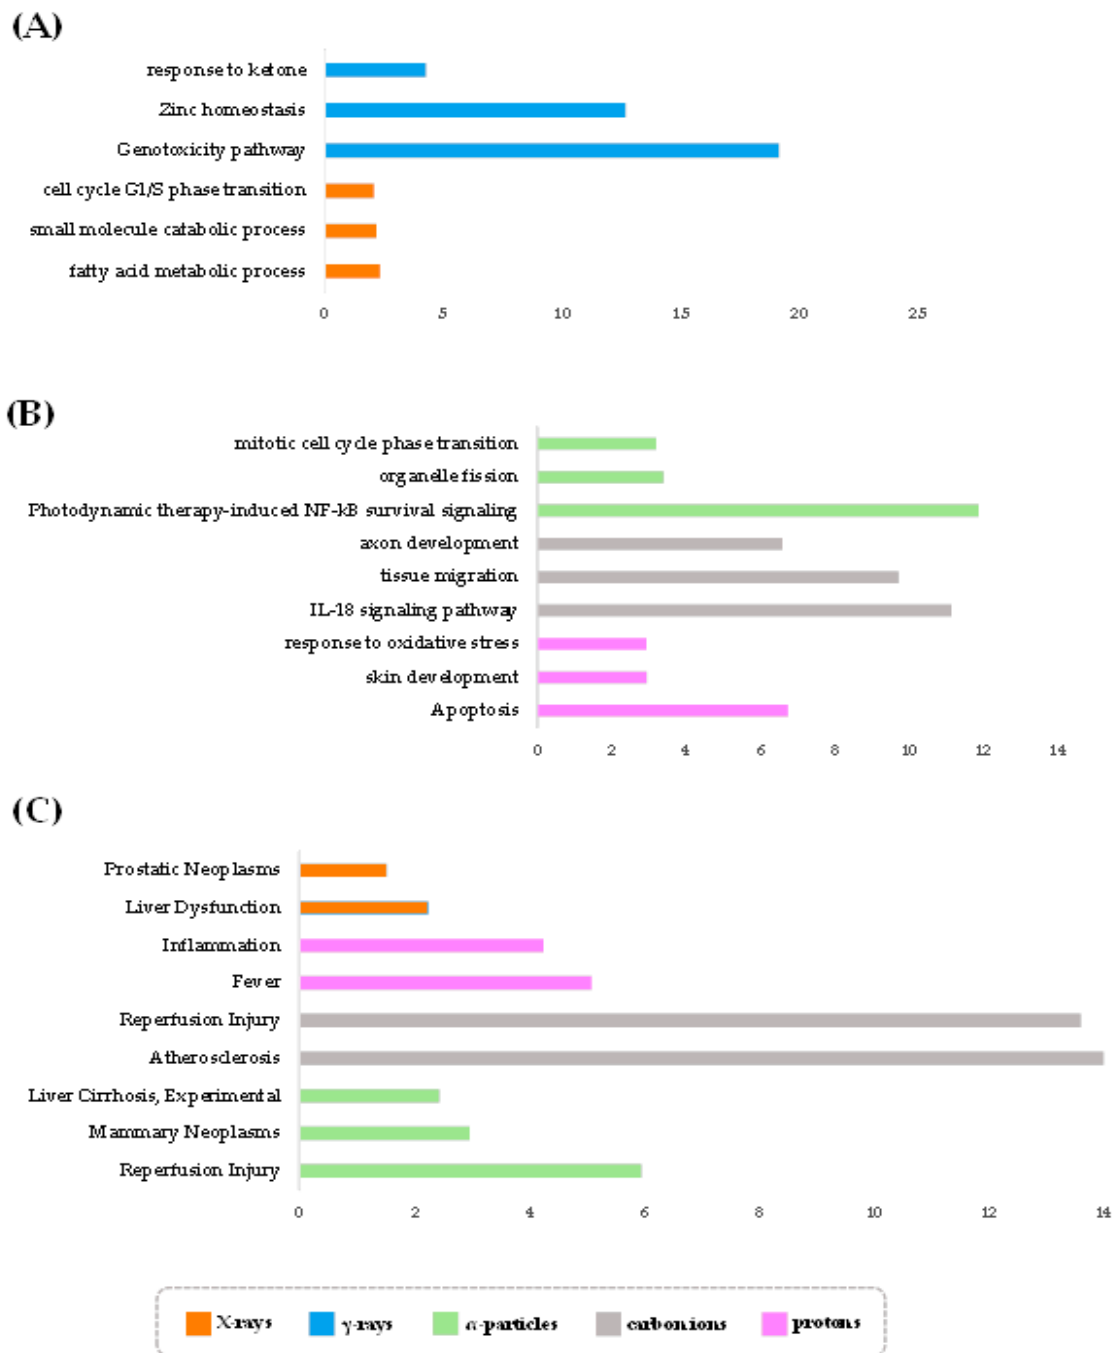 (A)
response to ketone
Zinc homeostasis
Genotoxicity pathway
cell cycle G1/S phase transition
small molecule catabolic process
fatty acid metabolic process
0 5 10 15 20 25
(B)
mitotic cell cycle phase transition
organelle fission
Photodynamic therapy-induced NF-kB survival signaling
axon development
tissue migration
IL-18 signaling pathway
response to oxidative stress
skin development
Apoptosis
0 2 4 6 8 10 12 14
(C)
Prostatic Neoplasms
Liver Dysfunction
Inflammation
Fever
Reperfusion Injury
Atherosclerosis
Liver Cirrhosis, Experimental
Mammary Neoplasms
Reperfusion Injury
0 2 4 6 8 10 12 14
X-rays γ-rays α-particles carbon ions protons